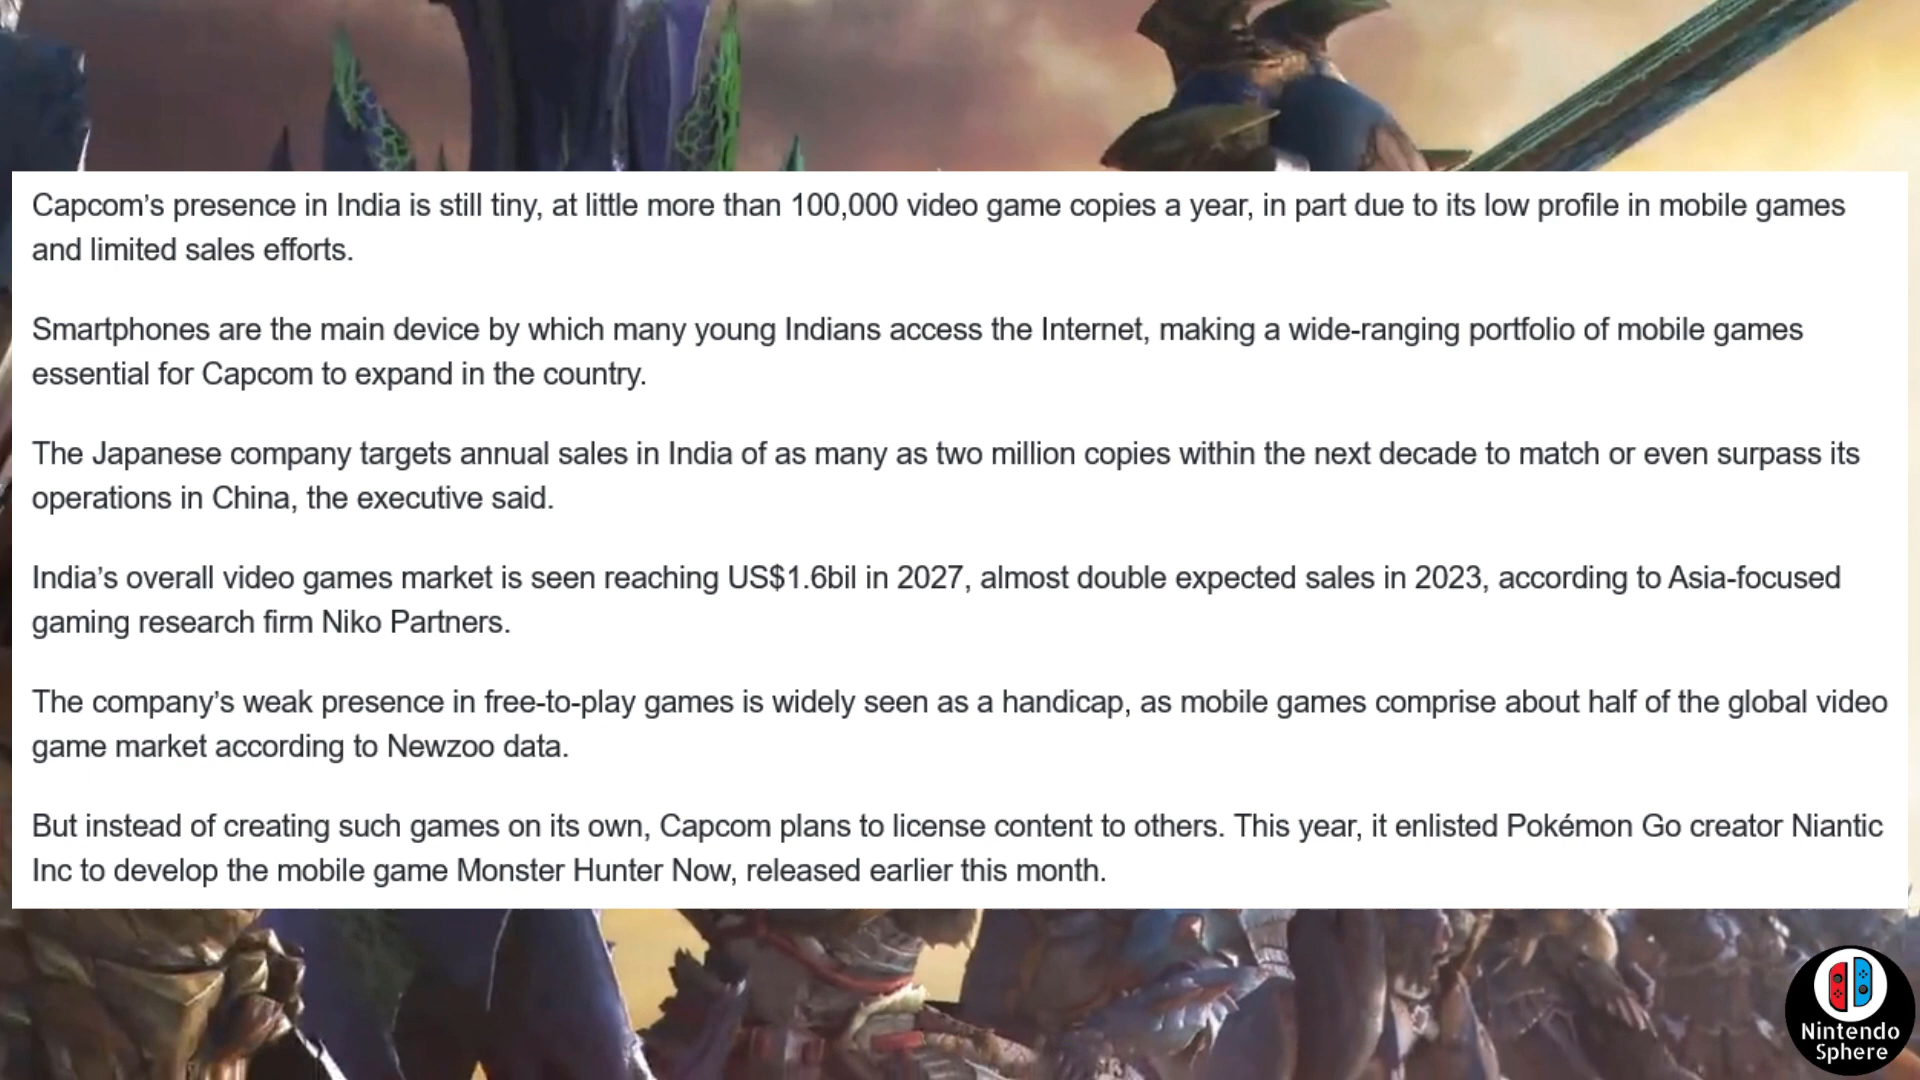 Capcom’s presence in India is still tiny, at little more than 100,000 video game copies a year, in part due to its low profile in mobile games
and limited sales efforts.
Smartphones are the main device by which many young Indians access the Internet, making a wide-ranging portfolio of mobile games
essential for Capcom to expand in the country.
The Japanese company targets annual sales in India of as many as two million copies within the next decade to match or even surpass its
operations in China, the executive said.
India’s overall video games market is seen reaching US$1.6bil in 2027, almost double expected sales in 2023, according to Asia-focused
gaming research firm Niko Partners.
The company’s weak presence in free-to-play games is widely seen as a handicap, as mobile games comprise about half of the global video
game market according to Newzoo data.
But instead of creating such games on its own, Capcom plans to license content to others. This year, it enlisted Pokémon Go creator Niantic
Inc to develop the mobile game Monster Hunter Now, released earlier this month.
Nintendo
Sphere